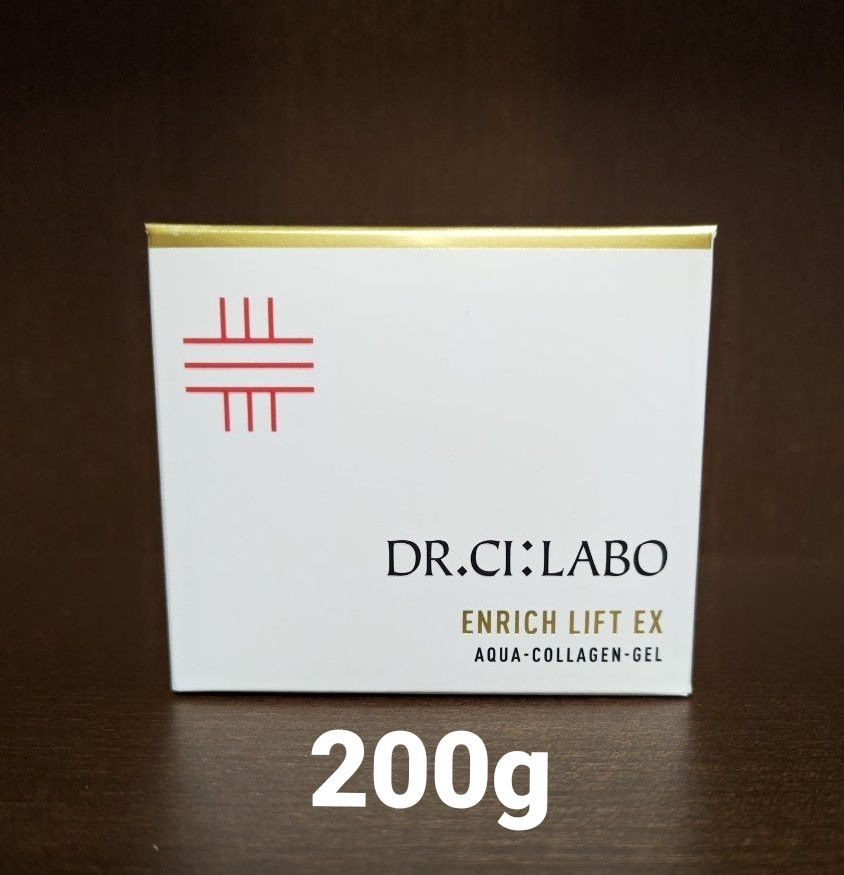 DR.CI:LABO
ENRICH LIFT EX
AQUA-COLLAGEN-GEL
200g